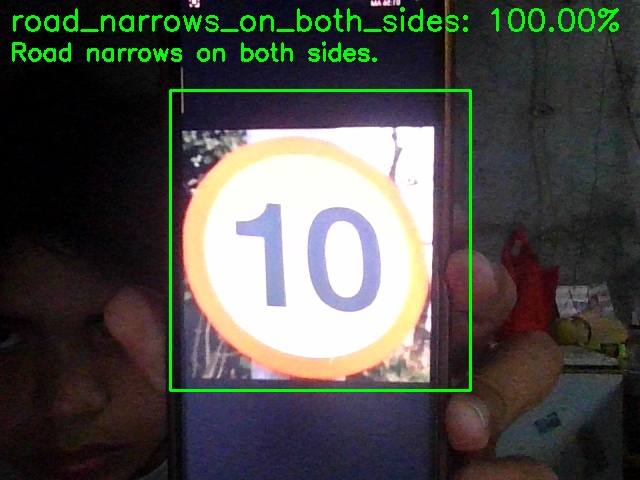 road_narrows_on_both_sides: 100.00%
Road narrows on both sides.
10